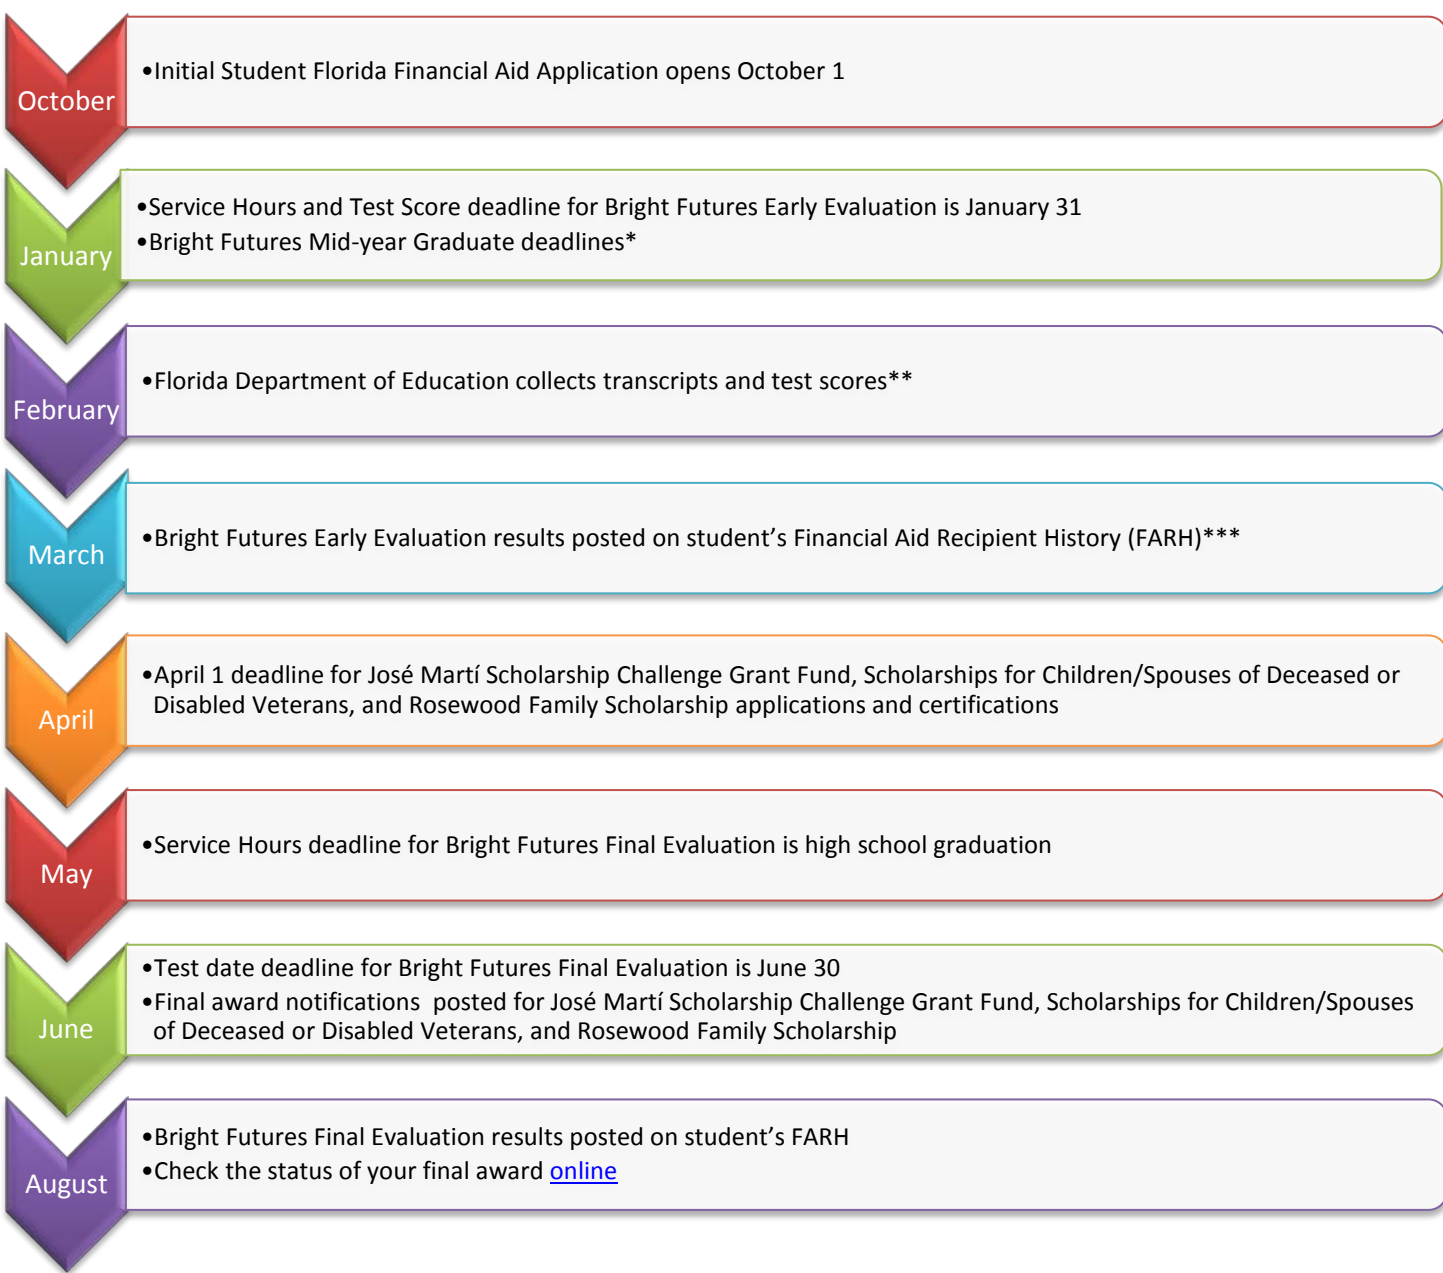 October
•Initial Student Florida Financial Aid Application opens October 1
January
•Service Hours and Test Score deadline for Bright Futures Early Evaluation is January 31
•Bright Futures Mid-year Graduate deadlines*
February
•Florida Department of Education collects transcripts and test scores**
March
•Bright Futures Early Evaluation results posted on student’s Financial Aid Recipient History (FARH)***
April
•April 1 deadline for José Martí Scholarship Challenge Grant Fund, Scholarships for Children/Spouses of Deceased or
Disabled Veterans, and Rosewood Family Scholarship applications and certifications
May
•Service Hours deadline for Bright Futures Final Evaluation is high school graduation
June
•Test date deadline for Bright Futures Final Evaluation is June 30
•Final award notifications posted for José Martí Scholarship Challenge Grant Fund, Scholarships for Children/Spouses
of Deceased or Disabled Veterans, and Rosewood Family Scholarship
August
•Bright Futures Final Evaluation results posted on student’s FARH
•Check the status of your final award online